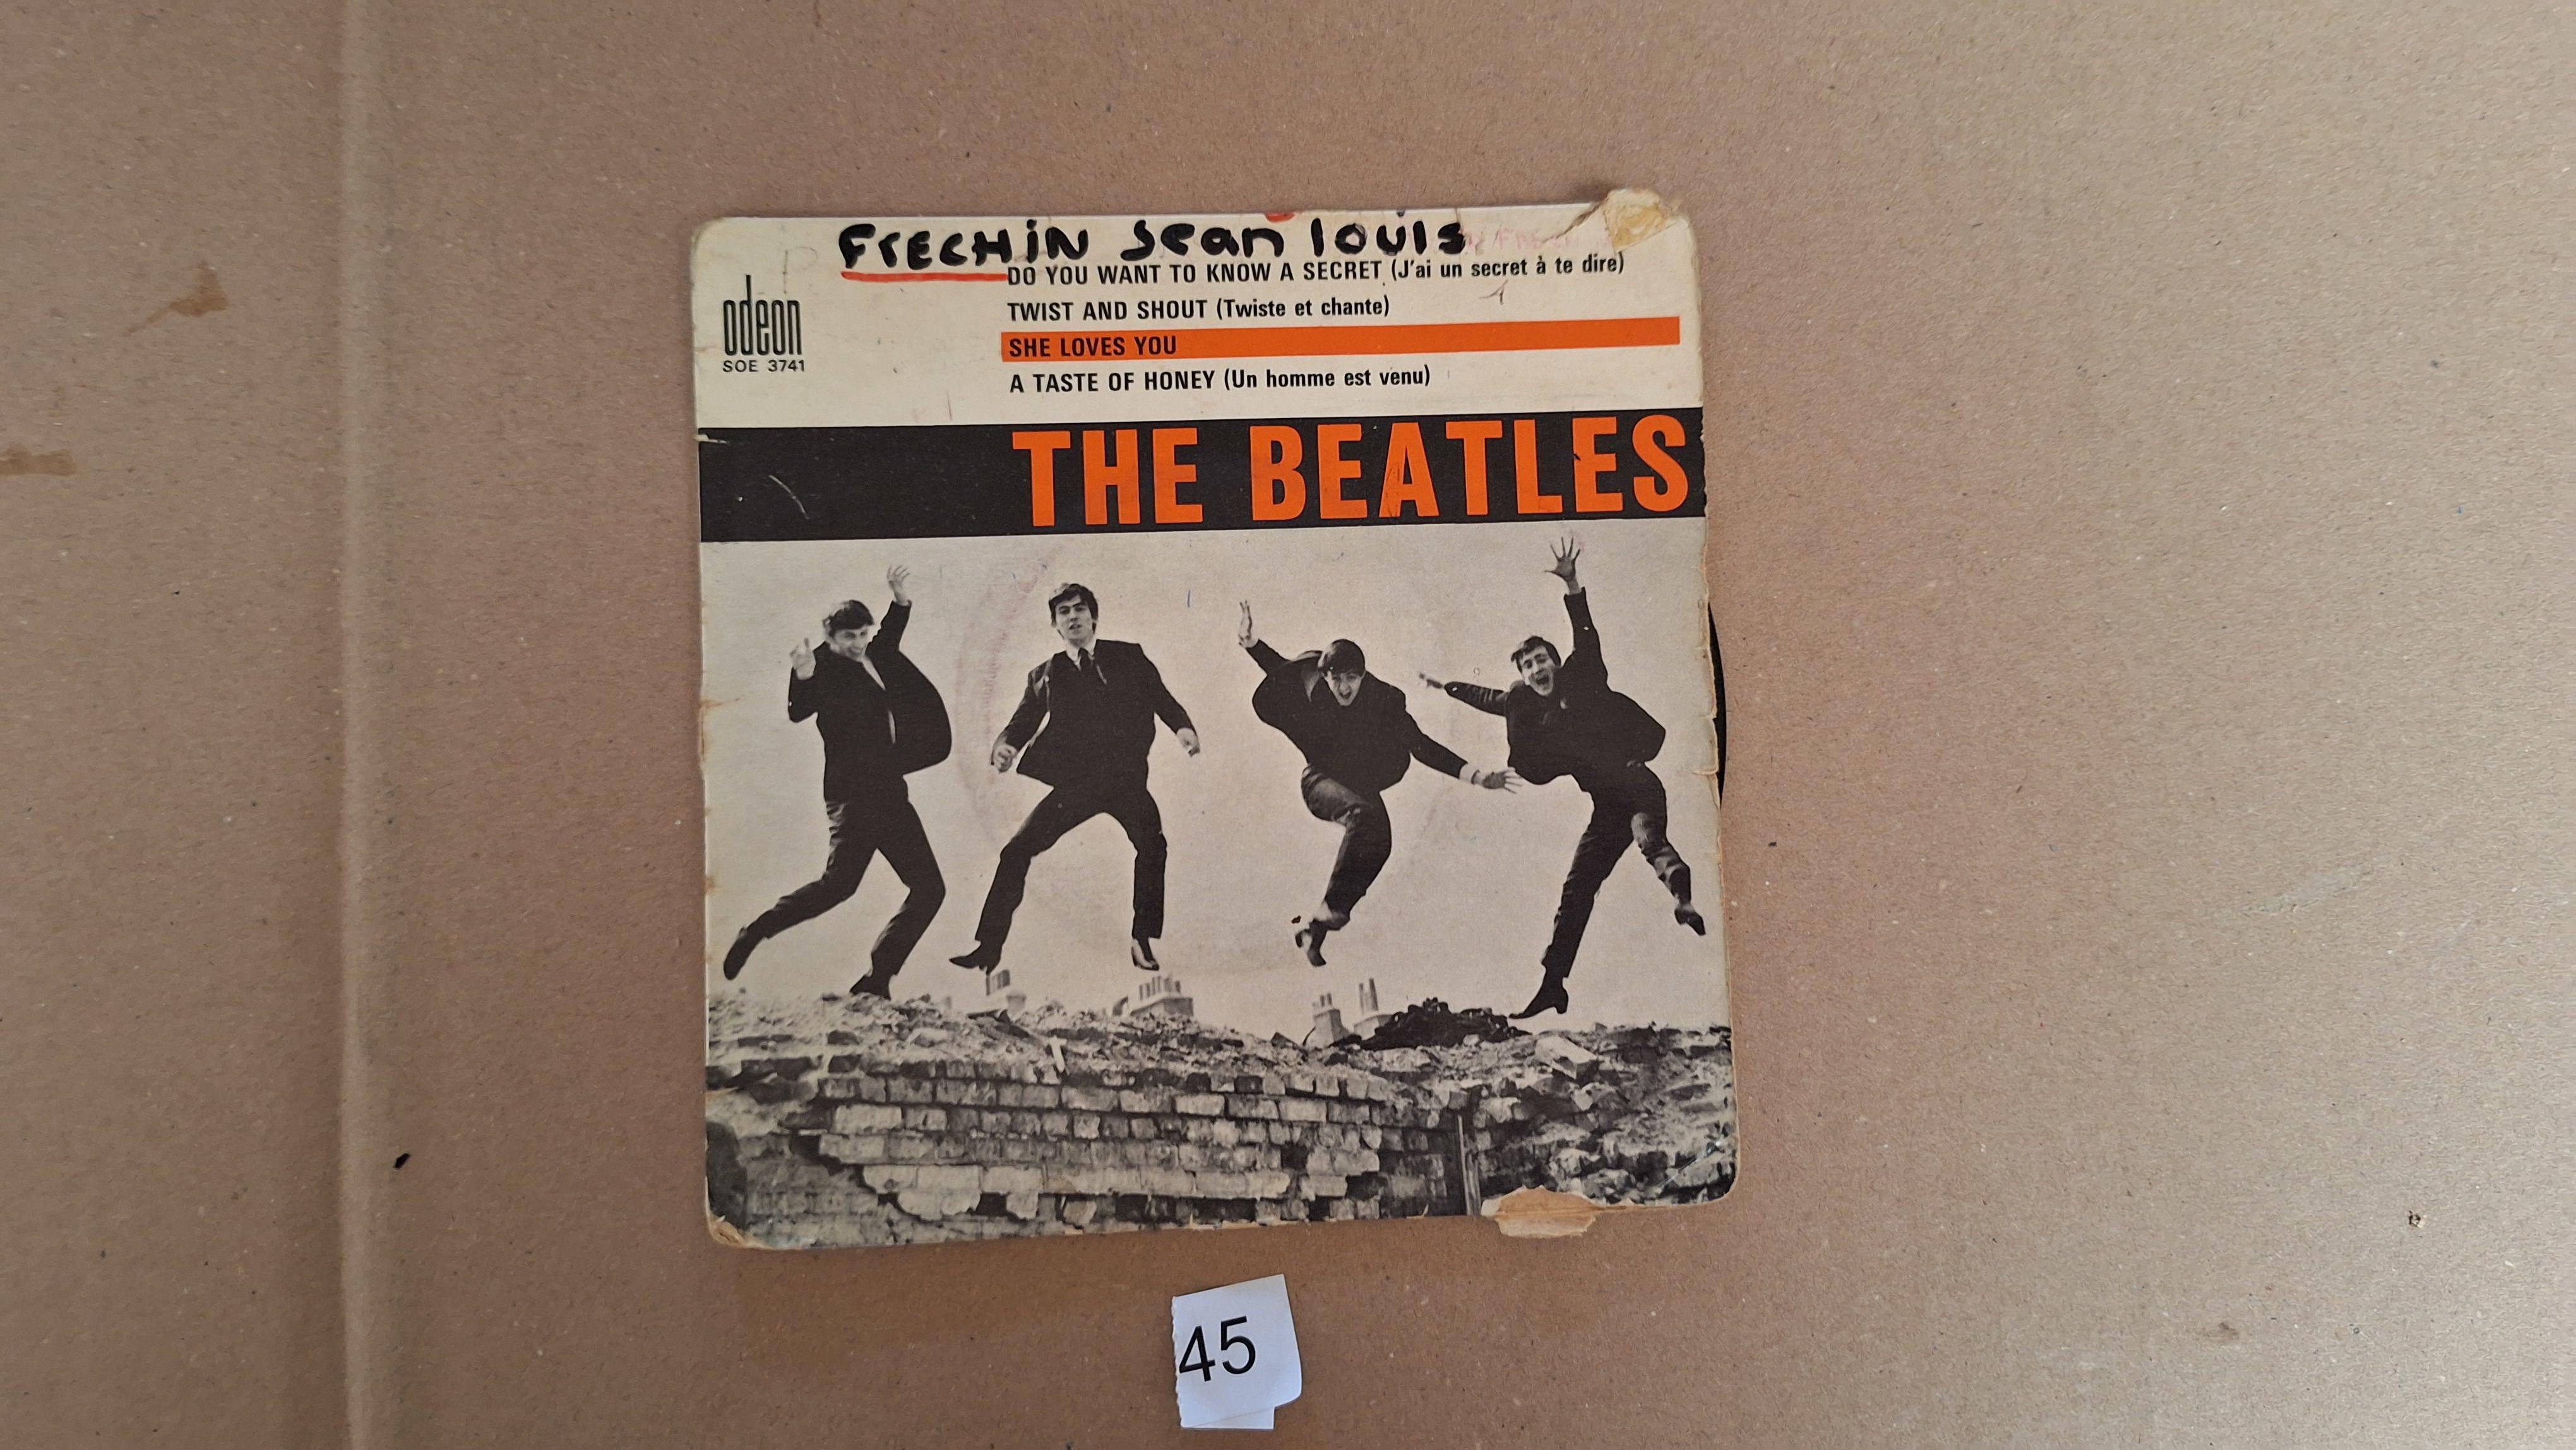 FrECHiN Jean louis
DO YOU WANT TO KNOW A SECRET (J'ai un secret à te dire)
TWIST AND SHOUT (Twiste et chante)
SHE LOVES YOU
A TASTE OF HONEY (Un homme est venu)
odeon
SOE 3741
THE BEATLES
45